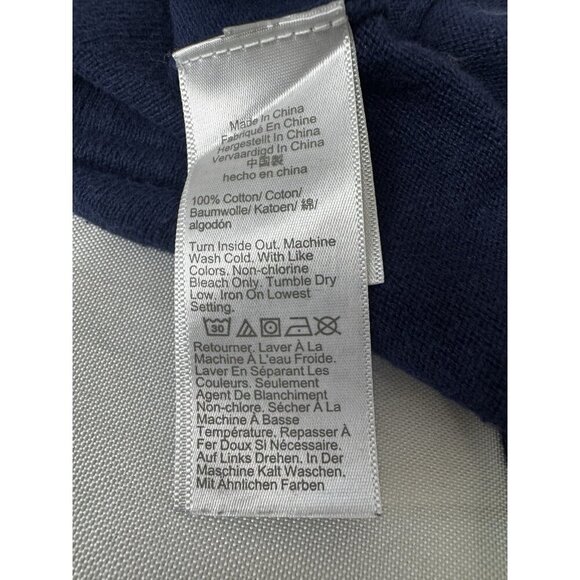 Made In China
Fabriqué En Chine
Hergestellt In China
Vervaardigd In China
中国製
hecho en china
100% Cotton/ Coton/
Baumwolle/ Katoen/ 綿/
algodón
Turn Inside Out. Machine
Wash Cold. With Like
Colors. Non-chlorine
Bleach Only. Tumble Dry
Low. Iron On Lowest
Setting.
30
Retourner. Laver À La
Machine À L'eau Froide.
Laver En Séparant Les
Couleurs. Seulement
Agent De Blanchiment
Non-chlore. Sécher À La
Machine À Basse
Température. Repasser À
Fer Doux Si Nécessaire.
Auf Links Drehen. In Der
Maschine Kalt Waschen.
Mit Ähnlichen Farben